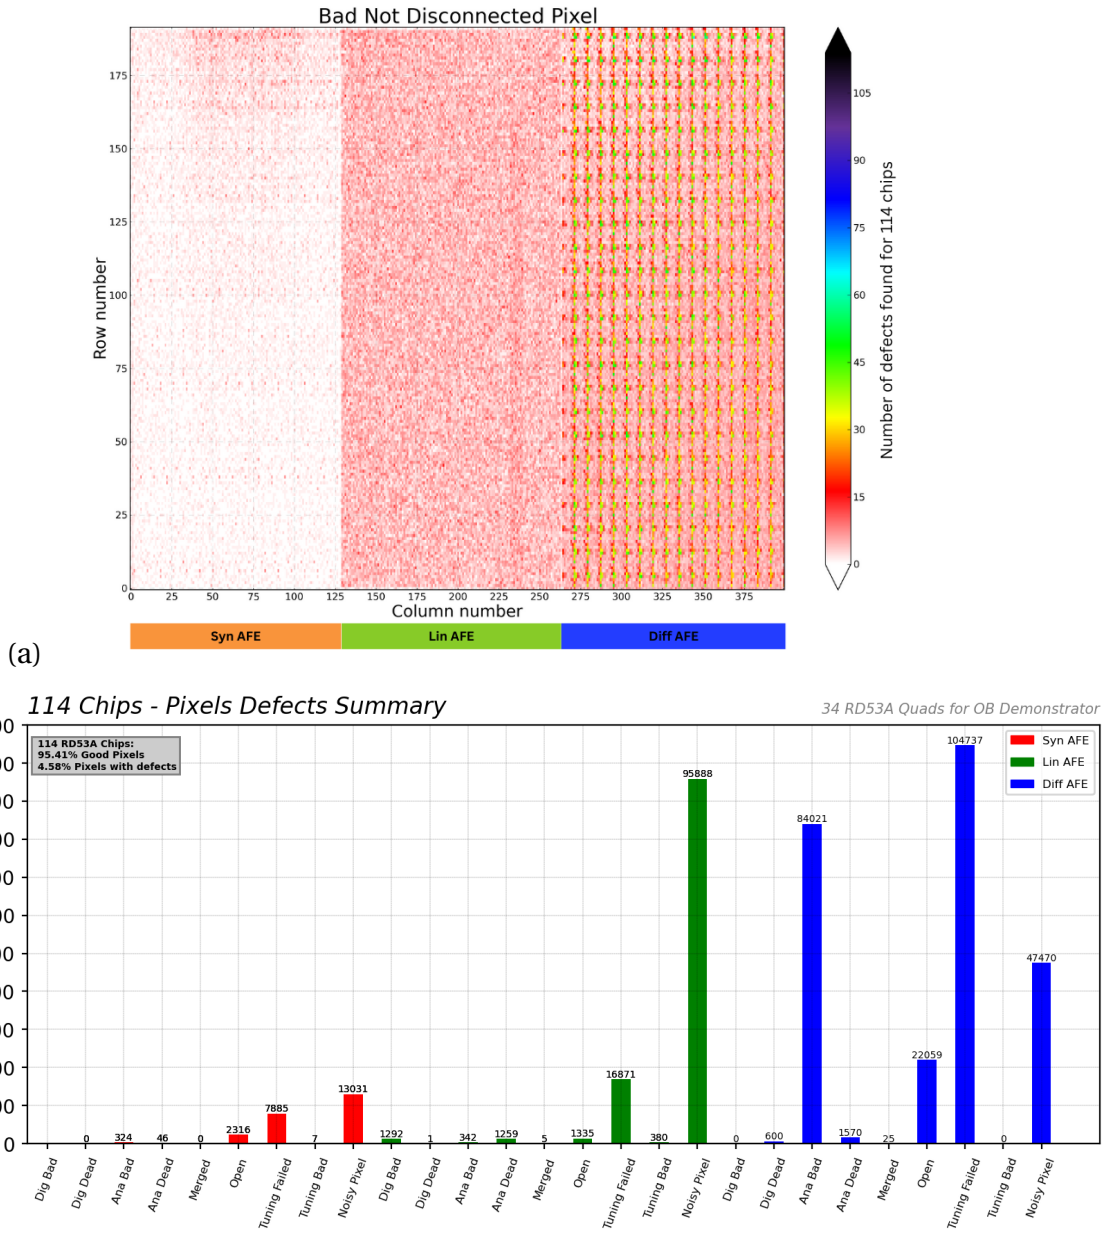 Bad Not Disconnected Pixel
175
150
125
100
75
50
25
0
Row number
0 25 50 75 100 125 150 175 200 225 250 275 300 325 350 375
Column number
105
90
75
60
45
30
15
0
Number of defects found for 114 chips
Syn AFE Lin AFE Diff AFE
(a)
114 Chips - Pixels Defects Summary
34 RD53A Quads for OB Demonstrator
114 RD53A Chips:
95.41% Good Pixels
4.58% Pixels with defects
Syn AFE
Lin AFE
Diff AFE
0
0 324 46 0 2316 7885 7 13031 1292 1 342 1259 5 1335 16871 380 95888 0 600 84021 1570 25 22059 104737 0 47470
Dig Bad
Dig Dead
Ana Bad
Ana Dead
Merged
Open
Tuning Failed
Tuning Bad
Noisy Pixel
Dig Bad
Dig Dead
Ana Bad
Ana Dead
Merged
Open
Tuning Failed
Tuning Bad
Noisy Pixel
Dig Bad
Dig Dead
Ana Bad
Ana Dead
Merged
Open
Tuning Failed
Tuning Bad
Noisy Pixel